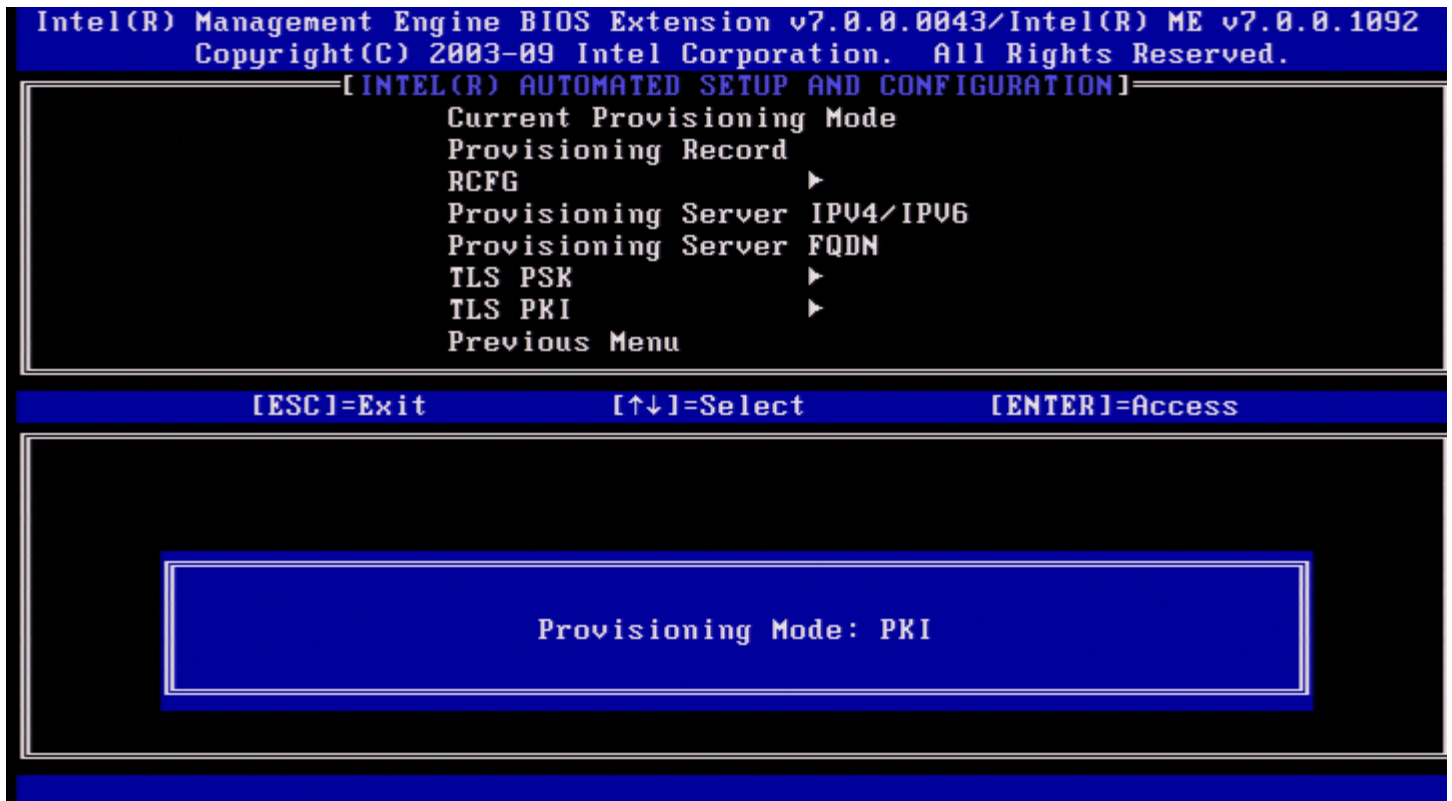 Intel(R) Management Engine BIOS Extension v7.0.0.0043/Intel(R) ME v7.0.0.1092
Copyright(C) 2003-09 Intel Corporation. All Rights Reserved.
[INTEL(R) AUTOMATED SETUP AND CONFIGURATION]
Current Provisioning Mode
Provisioning Record
RCFG ►
Provisioning Server IPV4/IPV6
Provisioning Server FQDN
TLS PSK ►
TLS PKI ►
Previous Menu
[ESC]=Exit [↑↓]=Select [ENTER]=Access
Provisioning Mode: PKI